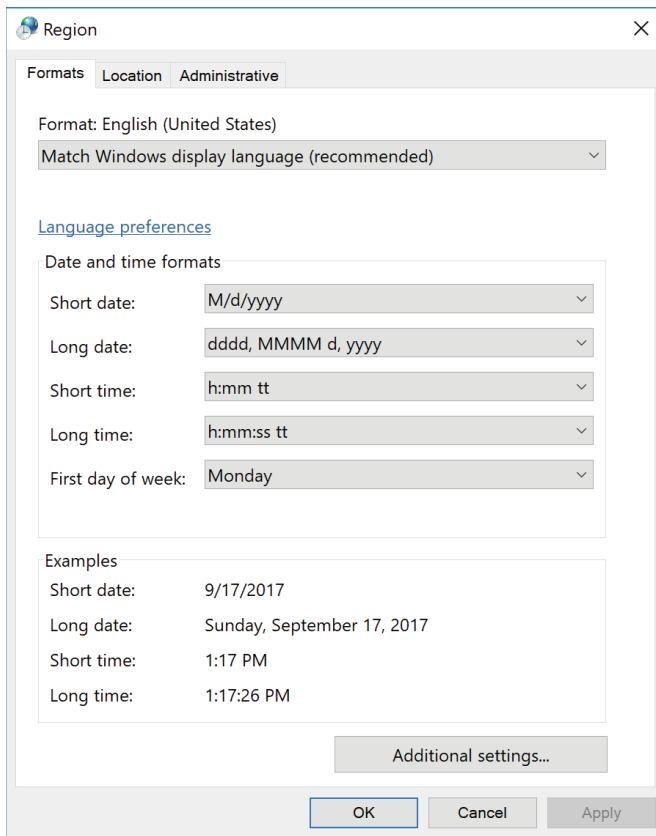 Region
Formats Location Administrative
Format: English (United States)
Match Windows display language (recommended)
Language preferences
Date and time formats
Short date: M/d/yyyy
Long date: dddd, MMMM d, yyyy
Short time: h:mm tt
Long time: h:mm:ss tt
First day of week: Monday
Examples
Short date: 9/17/2017
Long date: Sunday, September 17, 2017
Short time: 1:17 PM
Long time: 1:17:26 PM
Additional settings...
OK Cancel Apply